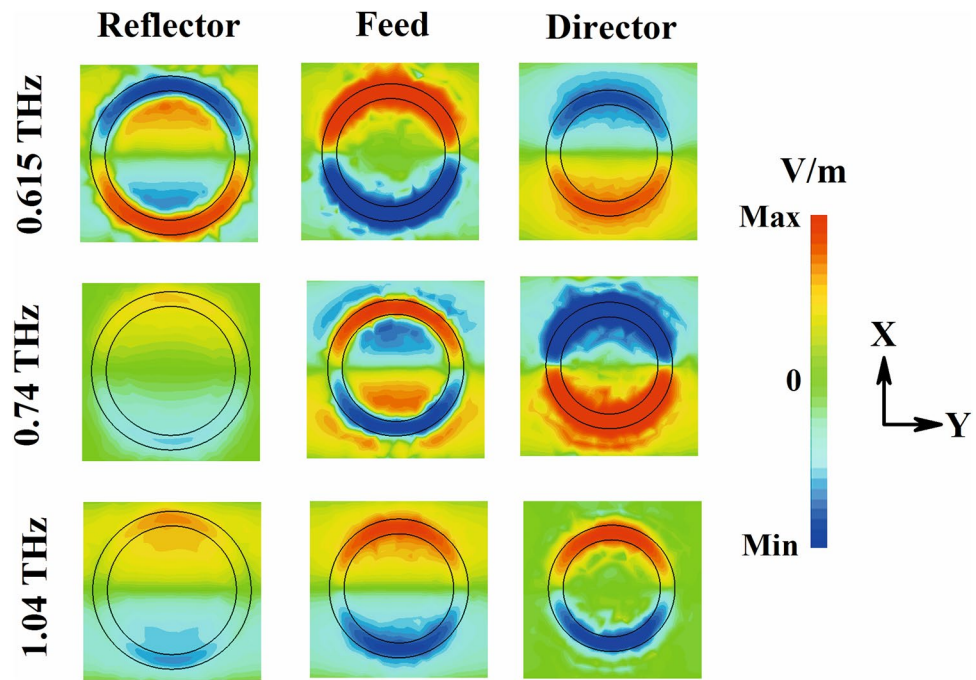 Reflector Feed Director
0.615 THz
0.74 THz
1.04 THz
V/m
Max
0
Min
X
Y